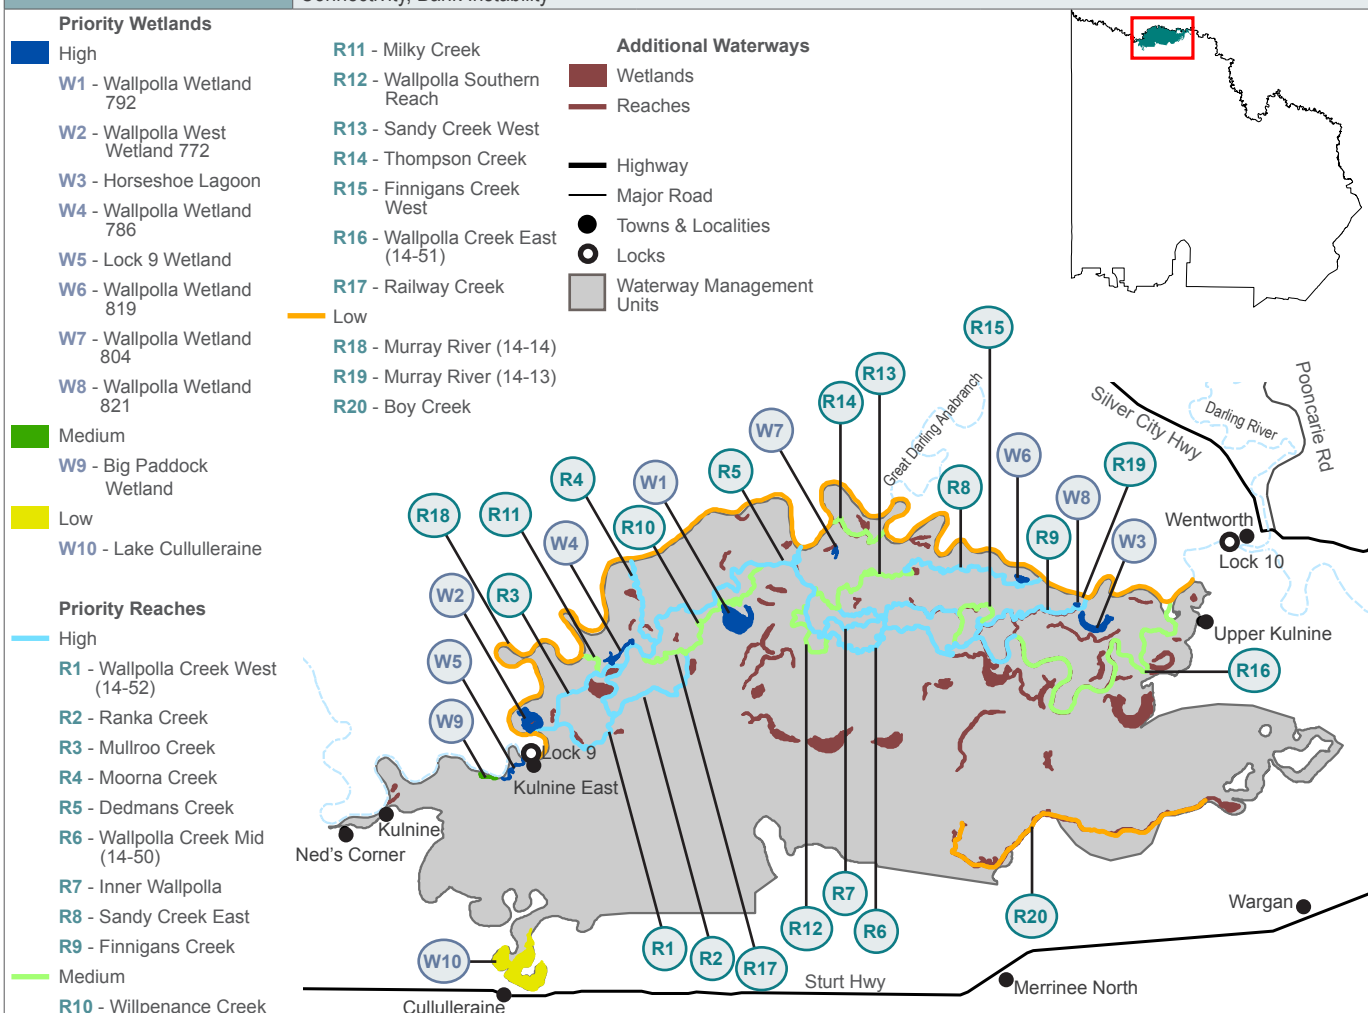 Connectivity, Bank Instability
Priority Wetlands
High
W1 - Wallpolla Wetland
792
W2 - Wallpolla West
Wetland 772
W3 - Horseshoe Lagoon
W4 - Wallpolla Wetland
786
W5 - Lock 9 Wetland
W6 - Wallpolla Wetland
819
W7 - Wallpolla Wetland
804
W8 - Wallpolla Wetland
821
Medium
W9 - Big Paddock
Wetland
Low
W10 - Lake Cullulleraine
Priority Reaches
High
R1 - Wallpolla Creek West
(14-52)
R2 - Ranka Creek
R3 - Mullroo Creek
R4 - Moorna Creek
R5 - Dedmans Creek
R6 - Wallpolla Creek Mid
(14-50)
R7 - Inner Wallpolla
R8 - Sandy Creek East
R9 - Finnigans Creek
Medium
R10 - Willpenance Creek
R11 - Milky Creek
R12 - Wallpolla Southern
Reach
R13 - Sandy Creek West
R14 - Thompson Creek
R15 - Finnigans Creek
West
R16 - Wallpolla Creek East
(14-51)
R17 - Railway Creek
Low
R18 - Murray River (14-14)
R19 - Murray River (14-13)
R20 - Boy Creek
Additional Waterways
Wetlands
Reaches
Highway
Major Road
Towns & Localities
Locks
Waterway Management
Units
R15
R13
R14
Great Darling Anabranch
Silver City Hwy
Darling River
Pooncarie Rd
W7
R4
W1
R5
W6
R19
R8
W8
R18
R11
R10
W4
R9
W3
Wentworth
Lock 10
W2
R3
Upper Kulnine
W5
R16
W9
Lock 9
Kulnine East
Kulnine
Ned's Corner
R7
R20
Wargan
R12
R6
R1
R2
R17
W10
Sturt Hwy
Merrinee North
Cullulleraine